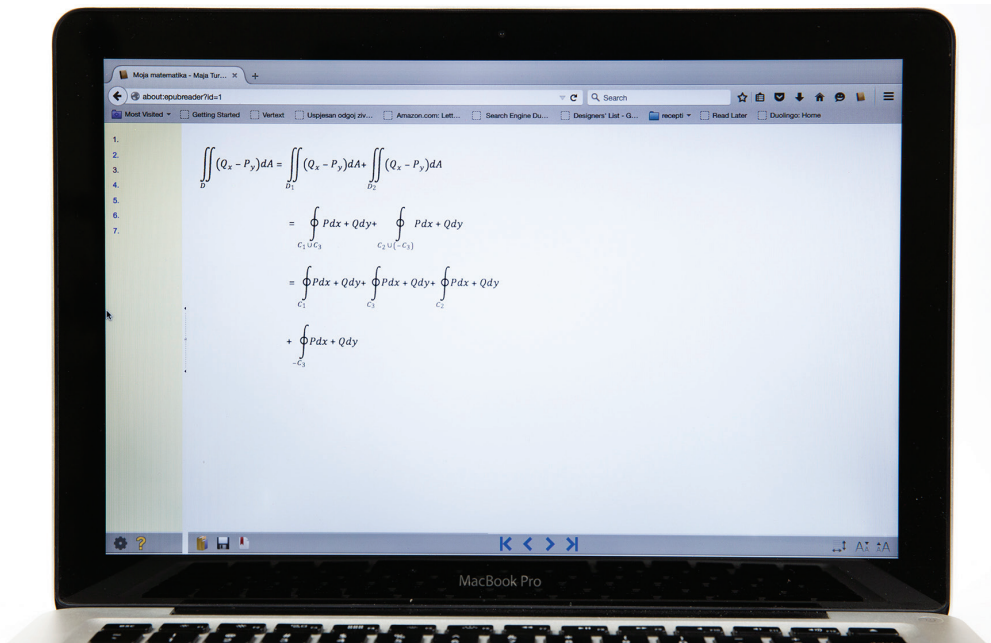 Moja matematika - Maja Tur... × +
about:epubreader?id=1
Search
Most Visited Getting Started Vertext Uspjesan odgoj ziv... Amazon.com: Lett... Search Engine Du... Designers' List - G... recepti Read Later Duolingo: Home
1.
2.
3.
4.
5.
6.
7.
∬_D (Q_x − P_y)dA = ∬_{D_1} (Q_x − P_y)dA+ ∬_{D_2} (Q_x − P_y)dA
= ∮_{C_1∪C_3} Pdx + Qdy+ ∮_{C_2∪(−C_3)} Pdx + Qdy
= ∮_{C_1} Pdx + Qdy+ ∮_{C_3} Pdx + Qdy+ ∮_{C_2} Pdx + Qdy
+ ∮_{−C_3} Pdx + Qdy
? A A
MacBook Pro